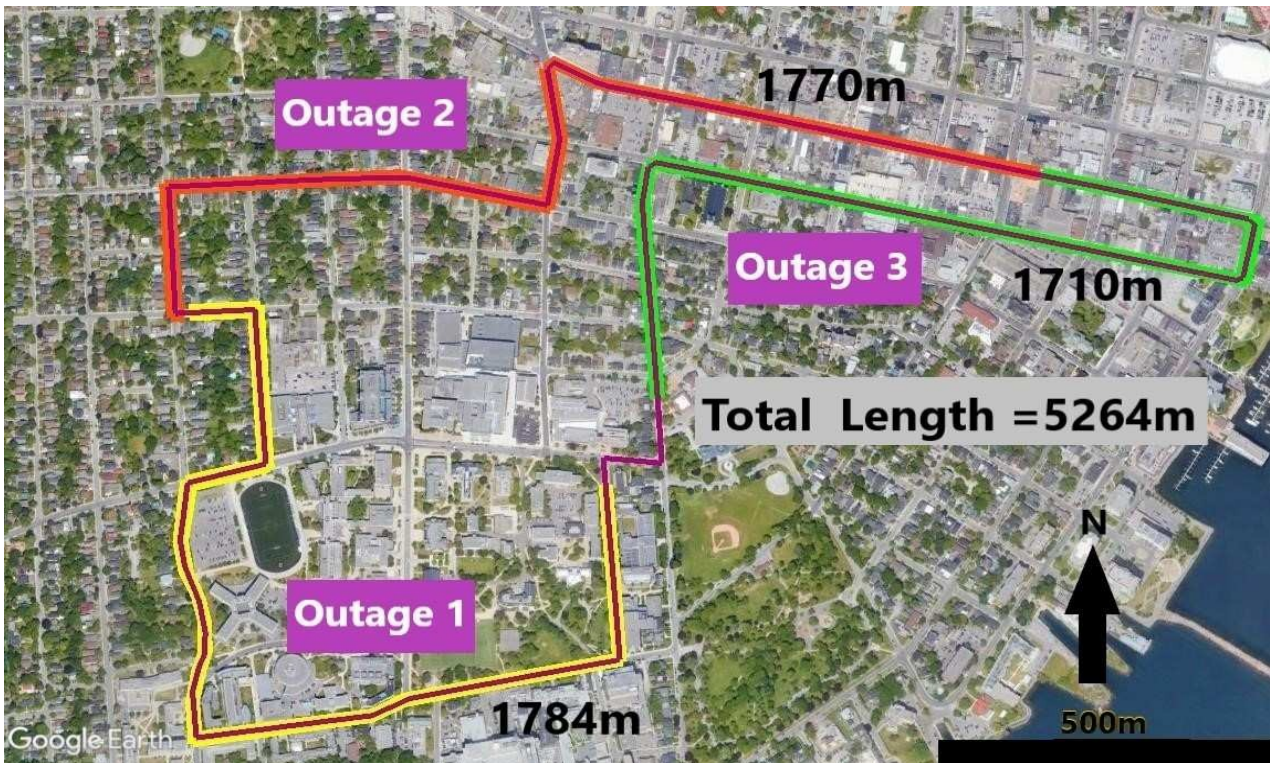 1770m
Outage 2
Outage 3
1710m
Total Length =5264m
N
Outage 1
1784m
500m
Google Earth